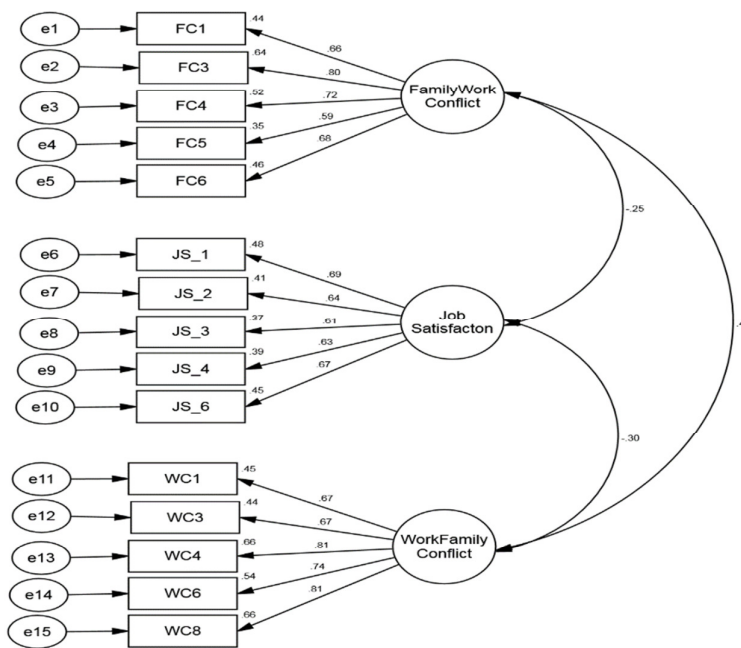 .44
e1 FC1
.66
.64
e2 FC3
.80
FamilyWork
Conflict
.52
e3 FC4
.72
.35
e4 FC5
.59
.46
e5 FC6
.68
-.25
.48
e6 JS_1
.69
.41
e7 JS_2
.64
Job
Satisfacton
.37
e8 JS_3
.61
.39
e9 JS_4
.63
.45
e10 JS_6
.67
-.30
.45
e11 WC1
.67
.44
e12 WC3
.67
WorkFamily
Conflict
.66
e13 WC4
.81
.54
e14 WC6
.74
.66
e15 WC8
.81